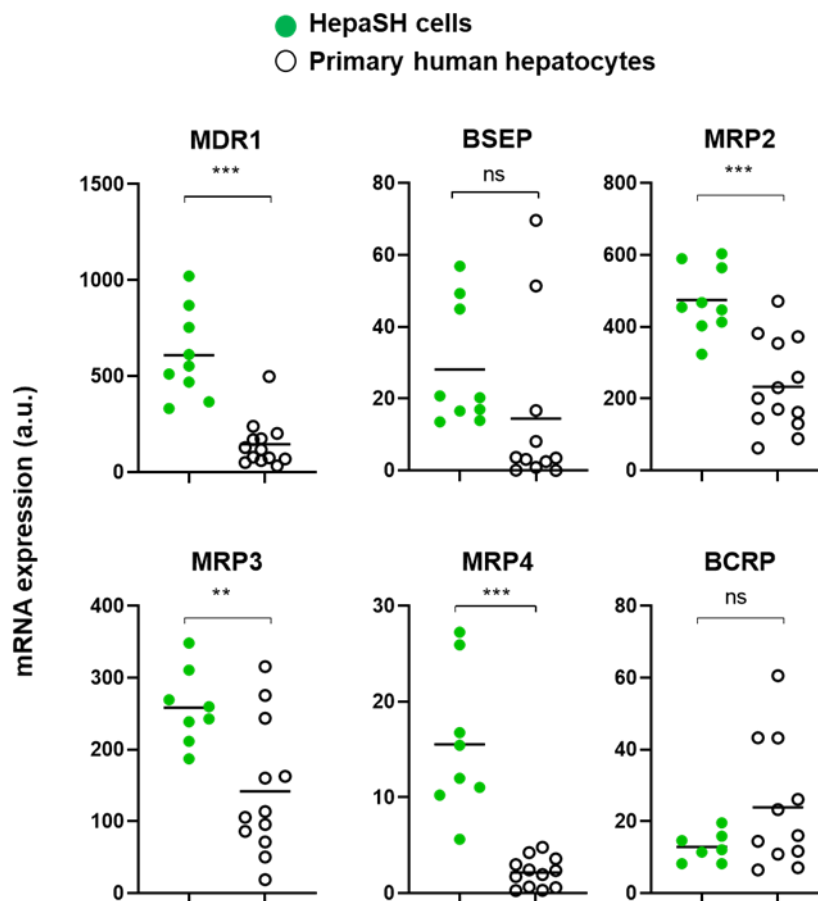 HepaSH cells
Primary human hepatocytes
mRNA expression (a.u.)
MDR1
***
1500
1000
500
0
BSEP
ns
80
60
40
20
0
MRP2
***
800
600
400
200
0
MRP3
**
400
300
200
100
0
MRP4
***
30
20
10
0
BCRP
ns
80
60
40
20
0